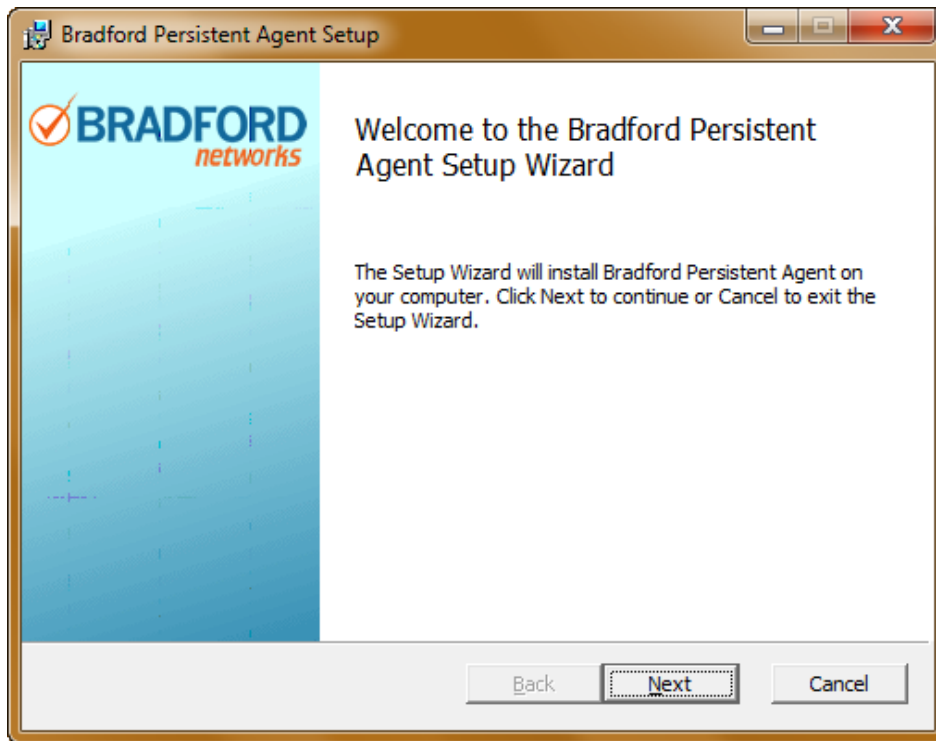 Bradford Persistent Agent Setup
BRADFORD
networks
Welcome to the Bradford Persistent
Agent Setup Wizard
The Setup Wizard will install Bradford Persistent Agent on
your computer. Click Next to continue or Cancel to exit the
Setup Wizard.
Back Next Cancel